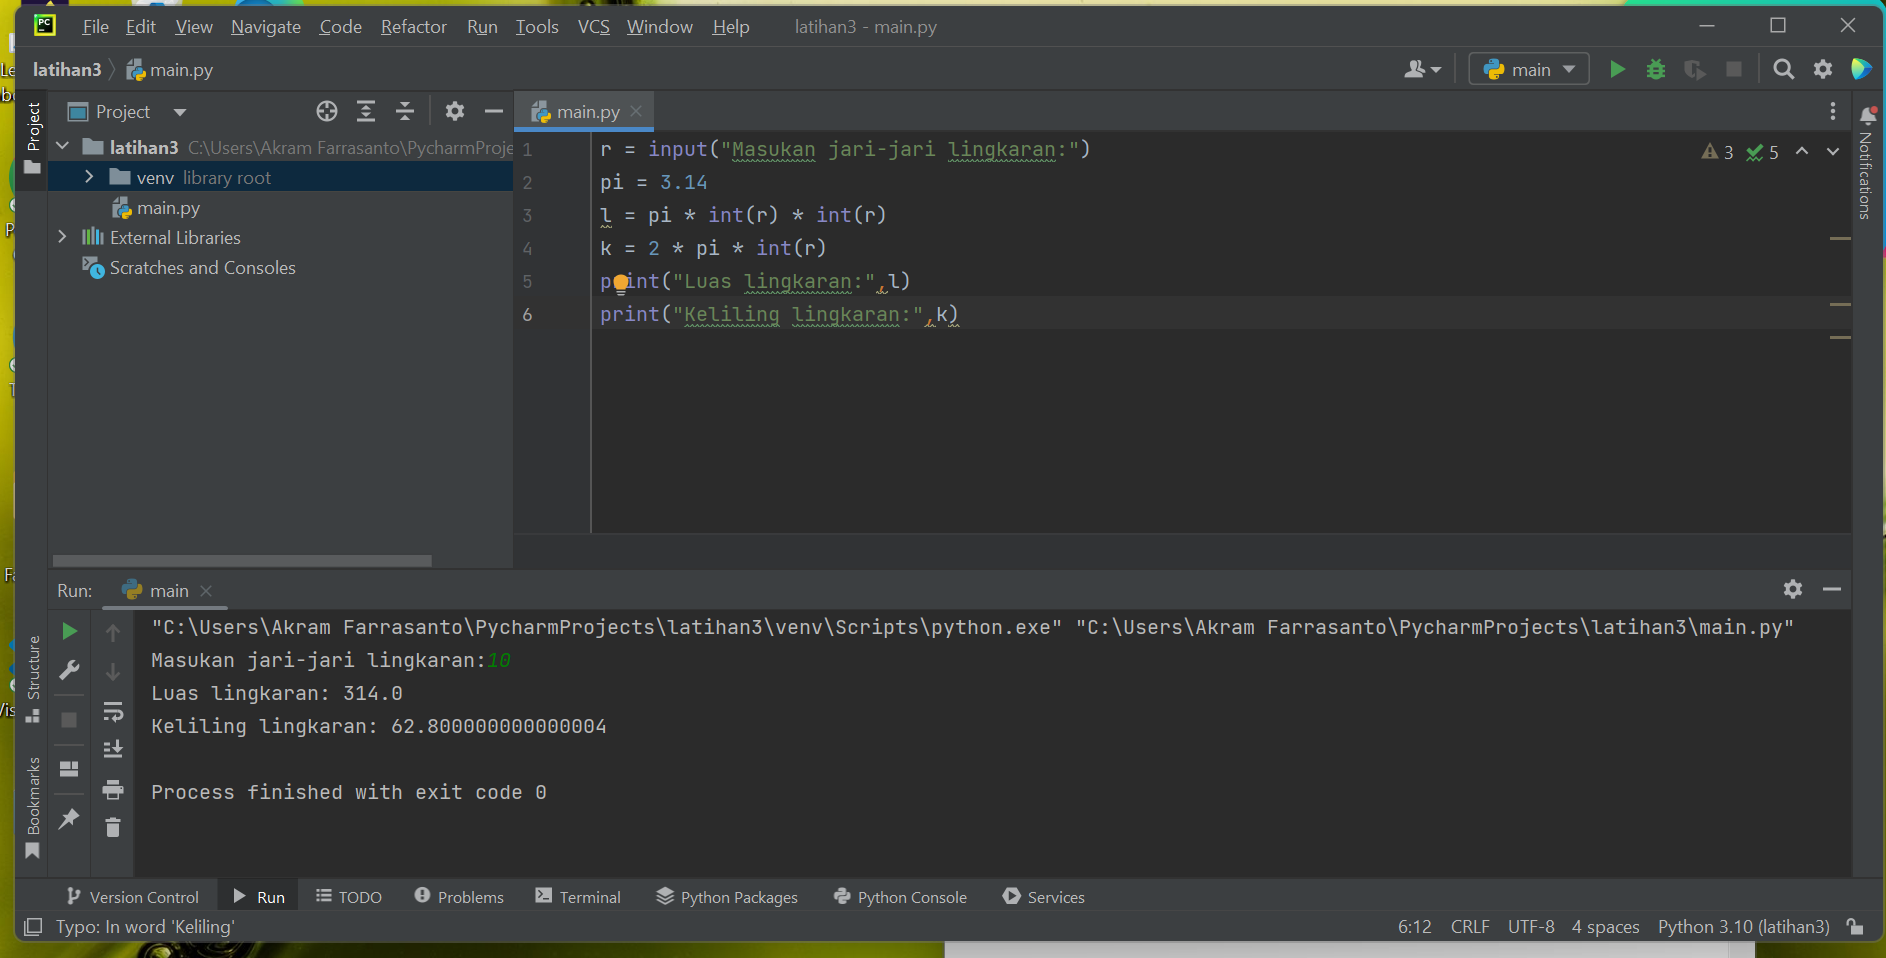 PC File Edit View Navigate Code Refactor Run Tools VCS Window Help latihan3 - main.py
latihan3 main.py main
Project
Project main.py
latihan3 C:\Users\Akram Farrasanto\PycharmProje
venv library root
main.py
External Libraries
Scratches and Consoles
1 r = input("Masukan jari-jari lingkaran:")
2 pi = 3.14
3 l = pi * int(r) * int(r)
4 k = 2 * pi * int(r)
5 print("Luas lingkaran:",l)
6 print("Keliling lingkaran:",k)
3 5
Notifications
Run: main
"C:\Users\Akram Farrasanto\PycharmProjects\latihan3\venv\Scripts\python.exe" "C:\Users\Akram Farrasanto\PycharmProjects\latihan3\main.py"
Masukan jari-jari lingkaran:10
Luas lingkaran: 314.0
Keliling lingkaran: 62.800000000000004
Process finished with exit code 0
Structure
Bookmarks
Version Control Run TODO Problems Terminal Python Packages Python Console Services
Typo: In word 'Keliling' 6:12 CRLF UTF-8 4 spaces Python 3.10 (latihan3)